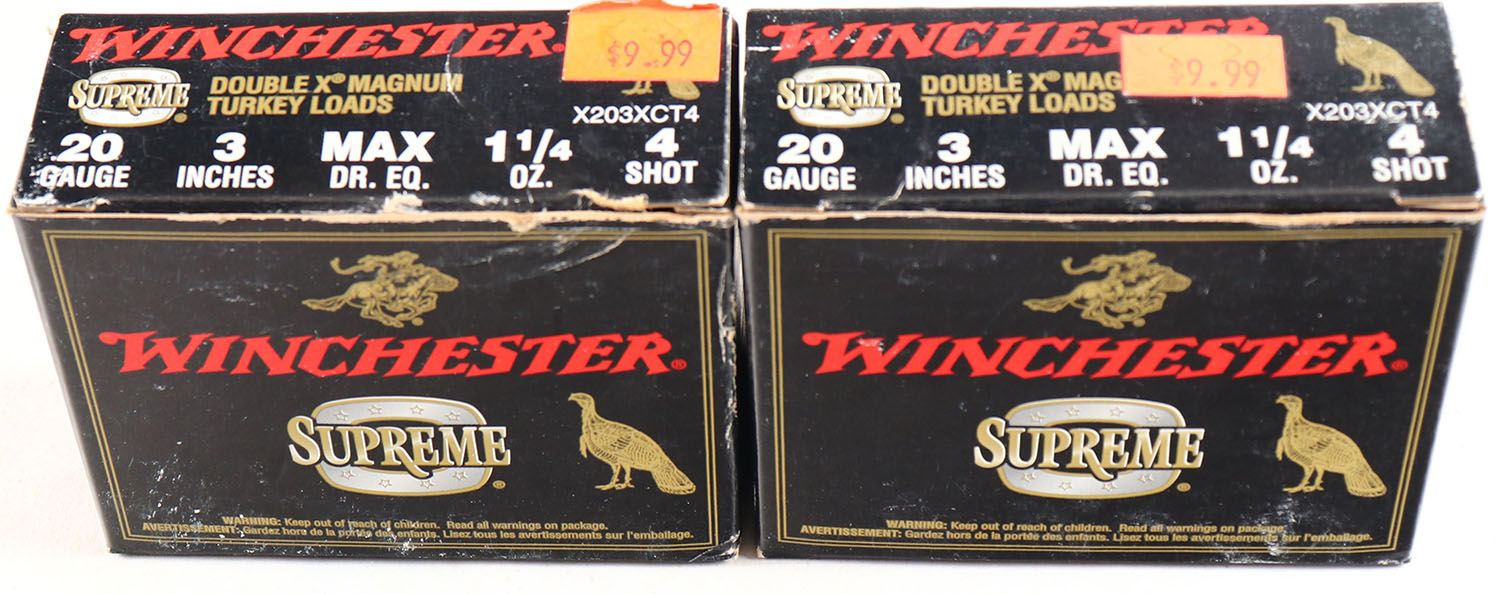 WINCHESTER.
$9.99
SUPREME®
DOUBLE X® MAGNUM
TURKEY LOADS
X203XCT4
20 3 MAX 1 1/4 4
GAUGE INCHES DR. EQ. OZ. SHOT
WINCHESTER®
SUPREME®
WARNING: Keep out of reach of children. Read all warnings on package.
AVERTISSEMENT: Gardez hors de la portée des enfants. Lisez tous les avertissements sur l'emballage.
WINCHESTER
$9.99
SUPREME®
DOUBLE X® MAG
TURKEY LOADS
X203XCT4
20 3 MAX 1 1/4 4
GAUGE INCHES DR. EQ. OZ. SHOT
WINCHESTER®
SUPREME®
WARNING: Keep out of reach of children. Read all warnings on package.
AVERTISSEMENT: Gardez hors de la portée des enfants. Lisez tous les avertissements sur l'emballage.